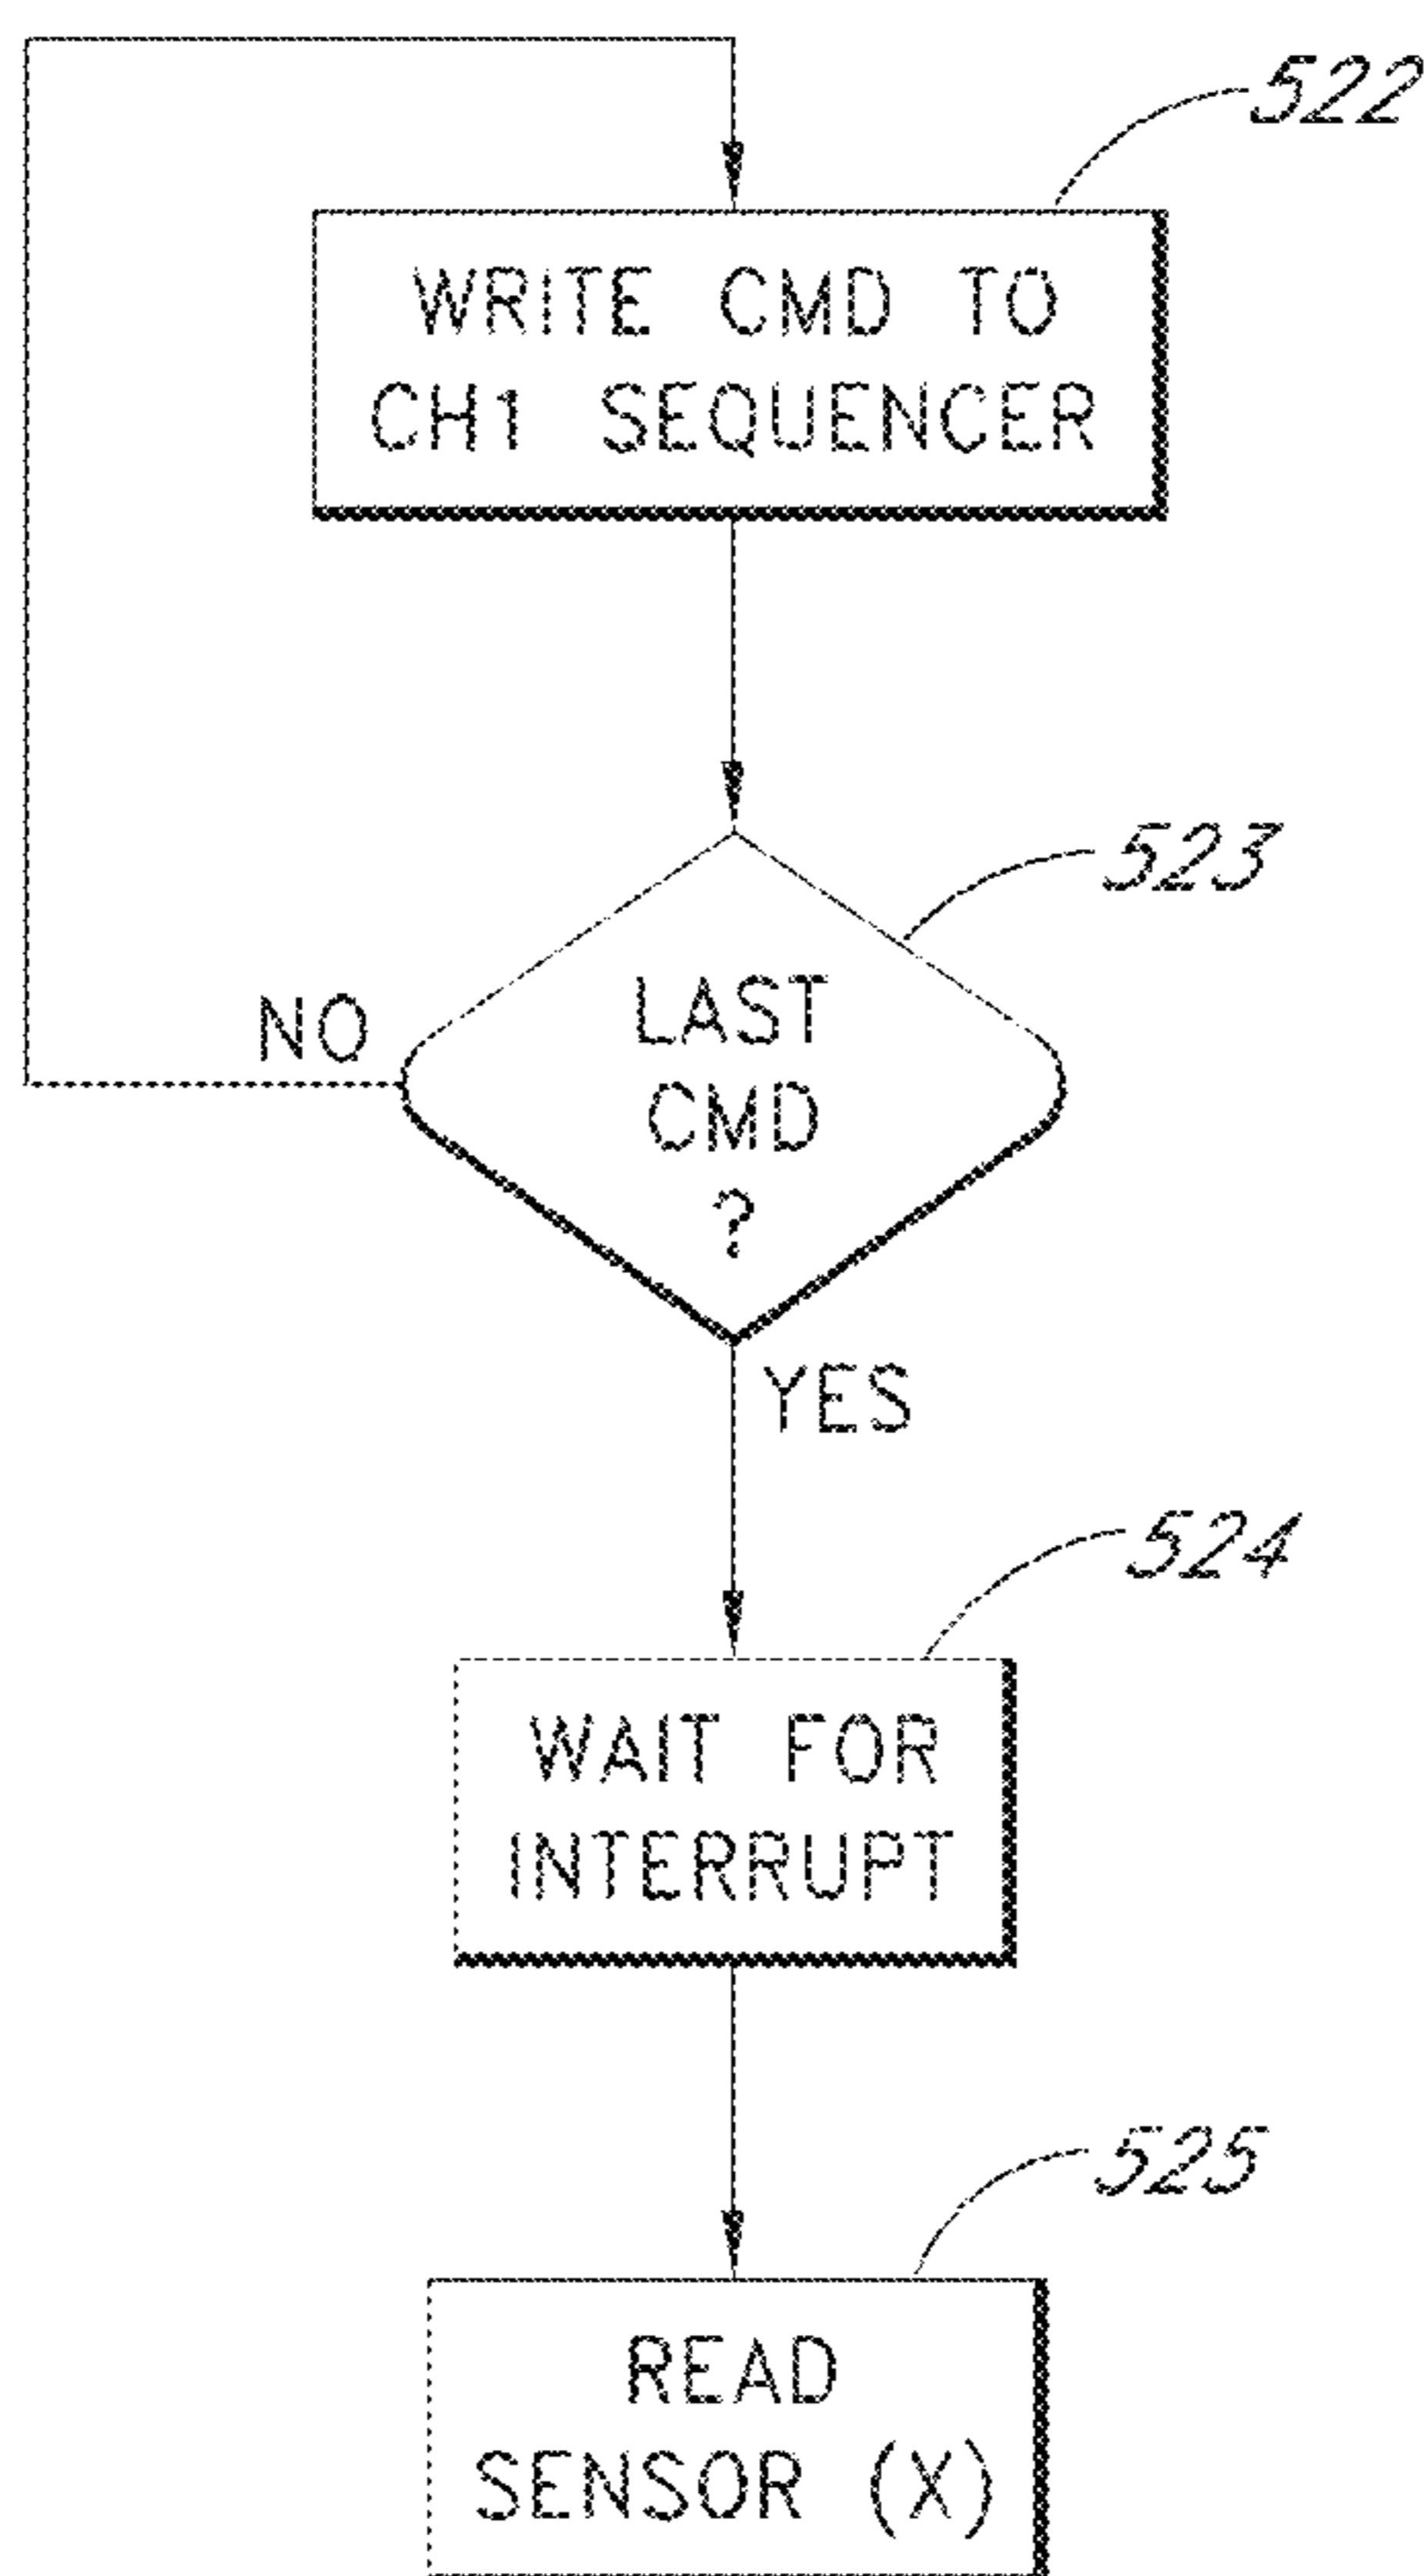 522
WRITE CMD TO
CH1 SEQUENCER
523
LAST
CMD
?
NO
YES
524
WAIT FOR
INTERRUPT
525
READ
SENSOR (X)